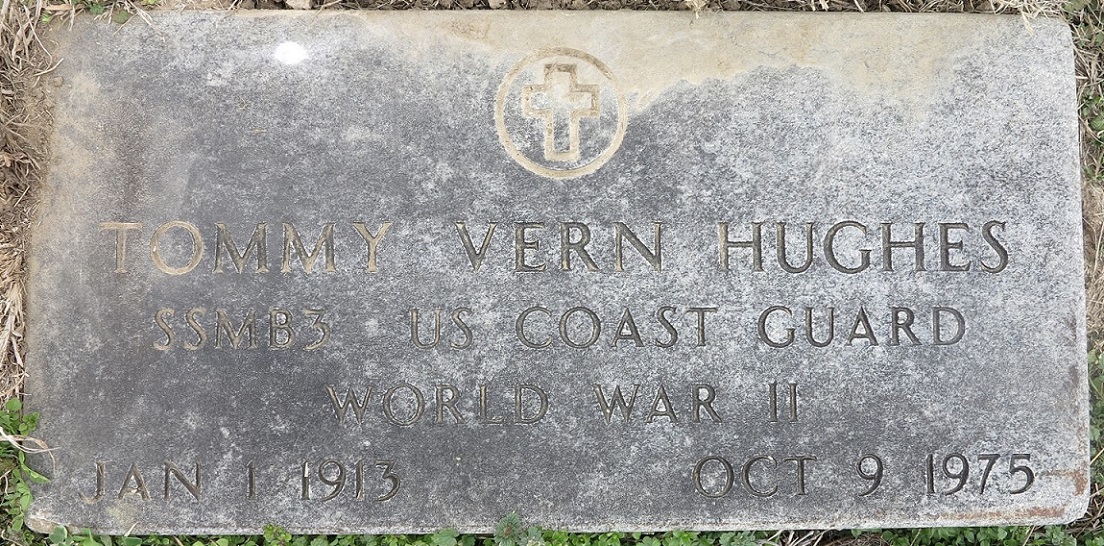 TOMMY VERN HUGHES
SSMB3 US COAST GUARD
WORLD WAR II
JAN 1 1913 OCT 9 1975